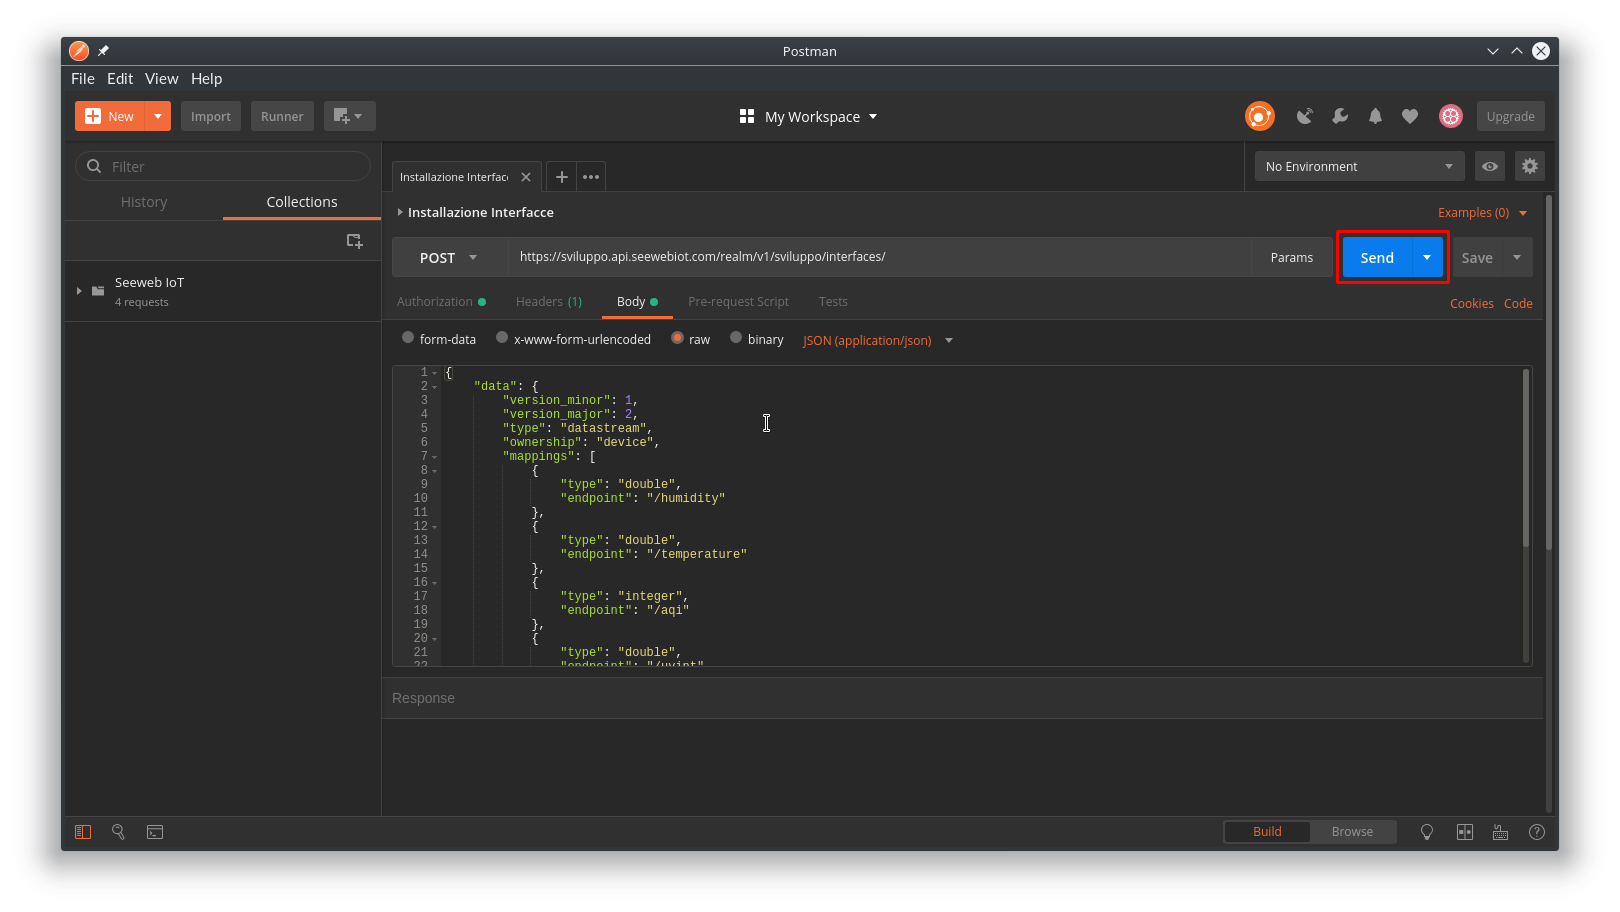 Postman
File Edit View Help
New Import Runner My Workspace Upgrade
Filter
History Collections
Installazione Interfac No Environment
Installazione Interfacce Examples (0)
POST https://sviluppo.api.seewebiot.com/realm/v1/sviluppo/interfaces/ Params Send Save
Seeweb IoT
4 requests
Authorization Headers (1) Body Pre-request Script Tests Cookies Code
form-data x-www-form-urlencoded raw binary JSON (application/json)
1 {
2 "data": {
3 "version_minor": 1,
4 "version_major": 2,
5 "type": "datastream",
6 "ownership": "device",
7 "mappings": [
8 {
9 "type": "double",
10 "endpoint": "/humidity"
11 },
12 {
13 "type": "double",
14 "endpoint": "/temperature"
15 },
16 {
17 "type": "integer",
18 "endpoint": "/aqi"
19 },
20 {
21 "type": "double",
22 "endpoint": "/uvint"
Response
Build Browse